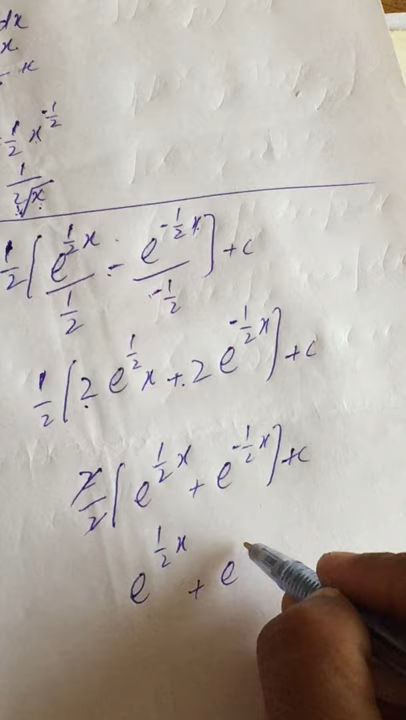 dx
x
x
1/2 x^{-1/2}
1/(2√x)
1/2 [ e^{1/2 x} / (1/2) - e^{-1/2 x} / (-1/2) ] + c
1/2 [ 2 e^{1/2} x + 2 e^{-1/2 x} ] + c
2/2 [ e^{1/2 x} + e^{-1/2 x} ] + c
e^{1/2 x} + e